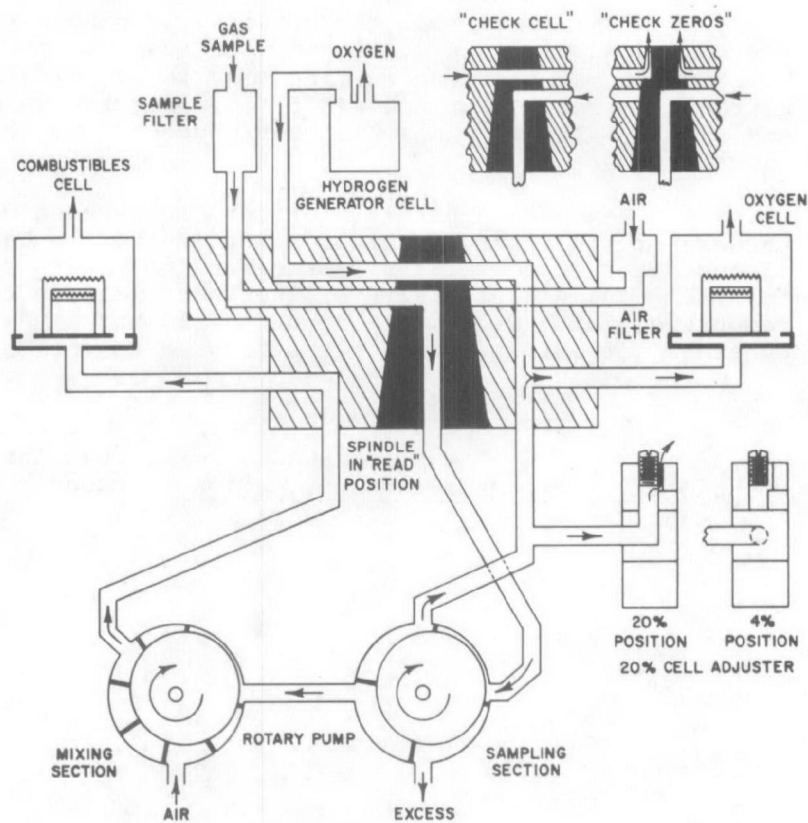 "CHECK CELL"
"CHECK ZEROS"
GAS
SAMPLE
OXYGEN
SAMPLE
FILTER
HYDROGEN
GENERATOR CELL
COMBUSTIBLES
CELL
AIR
OXYGEN
CELL
AIR
FILTER
SPINDLE
IN "READ"
POSITION
20%
POSITION
4%
POSITION
20% CELL ADJUSTER
MIXING
SECTION
ROTARY PUMP
SAMPLING
SECTION
AIR
EXCESS